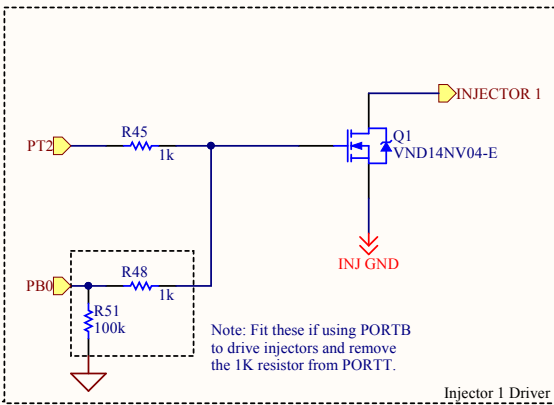 INJECTOR 1
Q1
VND14NV04-E
PT2
R45
1k
INJ GND
PB0
R48
1k
R51
100k
Note: Fit these if using PORTB
to drive injectors and remove
the 1K resistor from PORTT.
Injector 1 Driver